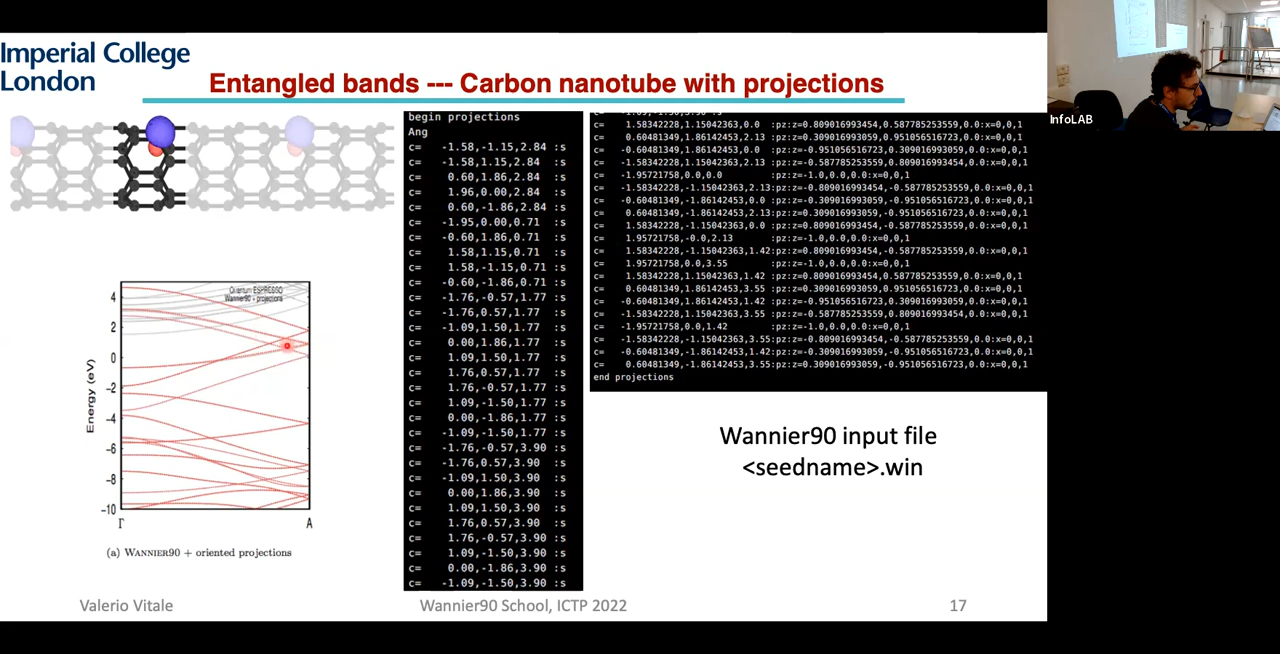 Imperial College
London
Entangled bands --- Carbon nanotube with projections
InfoLAB
4
2
0
-2
-4
-6
-8
-10
Energy (eV)
Γ
A
Quantum ESPRESSO
Wannier90 + projections
(a) WANNIER90 + oriented projections
begin projections
Ang
c= -1.58,-1.15,2.84 :s
c= -1.58,1.15,2.84 :s
c= 0.60,1.86,2.84 :s
c= 1.96,0.00,2.84 :s
c= 0.60,-1.86,2.84 :s
c= -1.95,0.00,0.71 :s
c= -0.60,1.86,0.71 :s
c= 1.58,1.15,0.71 :s
c= 1.58,-1.15,0.71 :s
c= -0.60,-1.86,0.71 :s
c= -1.76,-0.57,1.77 :s
c= -1.76,0.57,1.77 :s
c= -1.09,1.50,1.77 :s
c= 0.00,1.86,1.77 :s
c= 1.09,1.50,1.77 :s
c= 1.76,0.57,1.77 :s
c= 1.76,-0.57,1.77 :s
c= 1.09,-1.50,1.77 :s
c= 0.00,-1.86,1.77 :s
c= -1.09,-1.50,1.77 :s
c= -1.76,-0.57,3.90 :s
c= -1.76,0.57,3.90 :s
c= -1.09,1.50,3.90 :s
c= 0.00,1.86,3.90 :s
c= 1.09,1.50,3.90 :s
c= 1.76,0.57,3.90 :s
c= 1.76,-0.57,3.90 :s
c= 1.09,-1.50,3.90 :s
c= 0.00,-1.86,3.90 :s
c= -1.09,-1.50,3.90 :s
c= 1.58342228,1.15042363,0.0 :pz:z=0.809016993454,0.587785253559,0.0:x=0,0,1
c= 0.60481349,1.86142453,2.13 :pz:z=0.309016993059,0.951056516723,0.0:x=0,0,1
c= -0.60481349,1.86142453,0.0 :pz:z=-0.951056516723,0.309016993059,0.0:x=0,0,1
c= -1.58342228,1.15042363,2.13 :pz:z=-0.587785253559,0.809016993454,0.0:x=0,0,1
c= -1.95721758,0.0,0.0 :pz:z=-1.0,0.0,0.0:x=0,0,1
c= -1.58342228,-1.15042363,2.13:pz:z=-0.809016993454,-0.587785253559,0.0:x=0,0,1
c= -0.60481349,-1.86142453,0.0 :pz:z=-0.309016993059,-0.951056516723,0.0:x=0,0,1
c= 0.60481349,-1.86142453,2.13:pz:z=0.309016993059,-0.951056516723,0.0:x=0,0,1
c= 1.58342228,-1.15042363,0.0 :pz:z=0.809016993454,-0.587785253559,0.0:x=0,0,1
c= 1.95721758,-0.0,2.13 :pz:z=-1.0,0.0,0.0:x=0,0,1
c= 1.58342228,-1.15042363,1.42:pz:z=0.809016993454,-0.587785253559,0.0:x=0,0,1
c= 1.95721758,0.0,3.55 :pz:z=-1.0,0.0,0.0:x=0,0,1
c= 1.58342228,1.15042363,1.42 :pz:z=0.809016993454,0.587785253559,0.0:x=0,0,1
c= 0.60481349,1.86142453,3.55 :pz:z=0.309016993059,0.951056516723,0.0:x=0,0,1
c= -0.60481349,1.86142453,1.42 :pz:z=-0.951056516723,0.309016993059,0.0:x=0,0,1
c= -1.58342228,1.15042363,3.55 :pz:z=-0.587785253559,0.809016993454,0.0:x=0,0,1
c= -1.95721758,0.0,1.42 :pz:z=-1.0,0.0,0.0:x=0,0,1
c= -1.58342228,-1.15042363,3.55:pz:z=-0.809016993454,-0.587785253559,0.0:x=0,0,1
c= -0.60481349,-1.86142453,1.42:pz:z=-0.309016993059,-0.951056516723,0.0:x=0,0,1
c= 0.60481349,-1.86142453,3.55:pz:z=0.309016993059,-0.951056516723,0.0:x=0,0,1
end projections
Wannier90 input file
<seedname>.win
Valerio Vitale
Wannier90 School, ICTP 2022
17